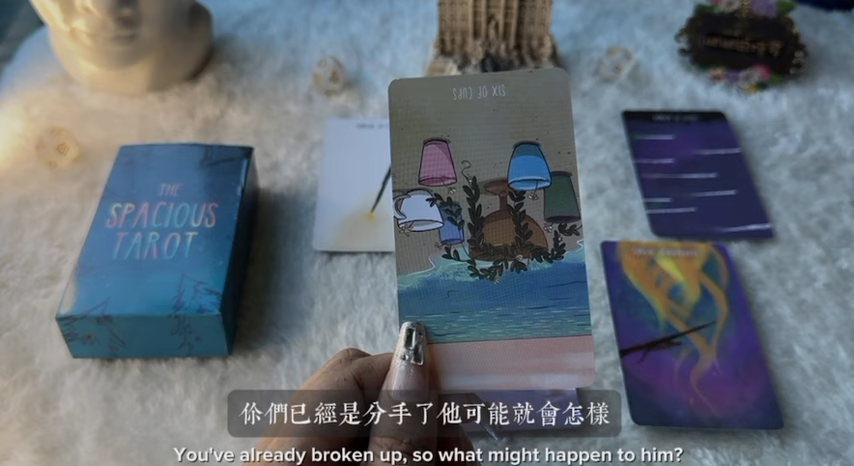 SIX OF CUPS
THE
SPACIOUS
TAROT
你們已經是分手了他可能就會怎樣
You've already broken up, so what might happen to him?